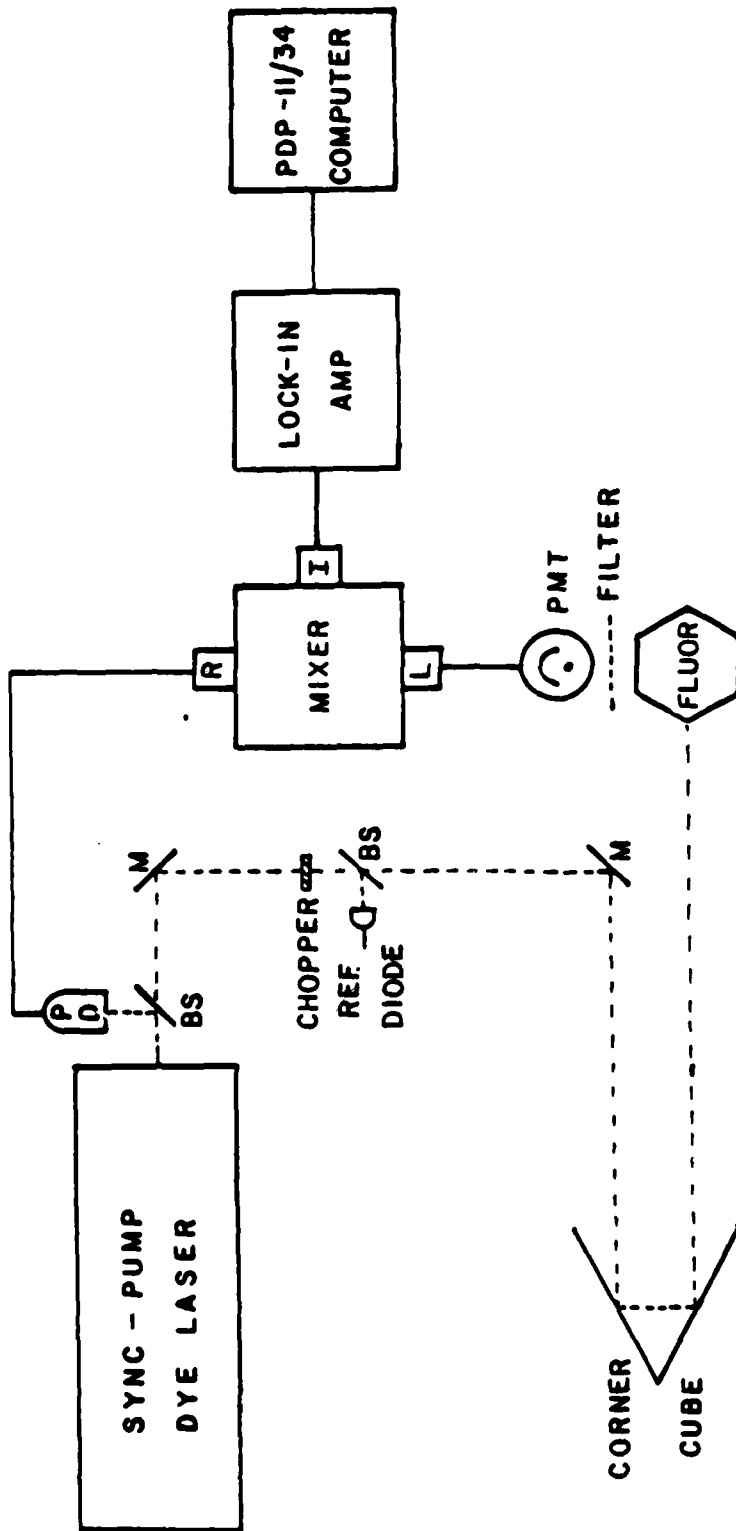 SYNC - PUMP
DYE LASER
PD
BS
M
CHOPPER
REF.
DIODE
BS
M
CORNER
CUBE
R
MIXER
I
L
PMT
FILTER
FLUOR
LOCK-IN
AMP
PDP-11/34
COMPUTER